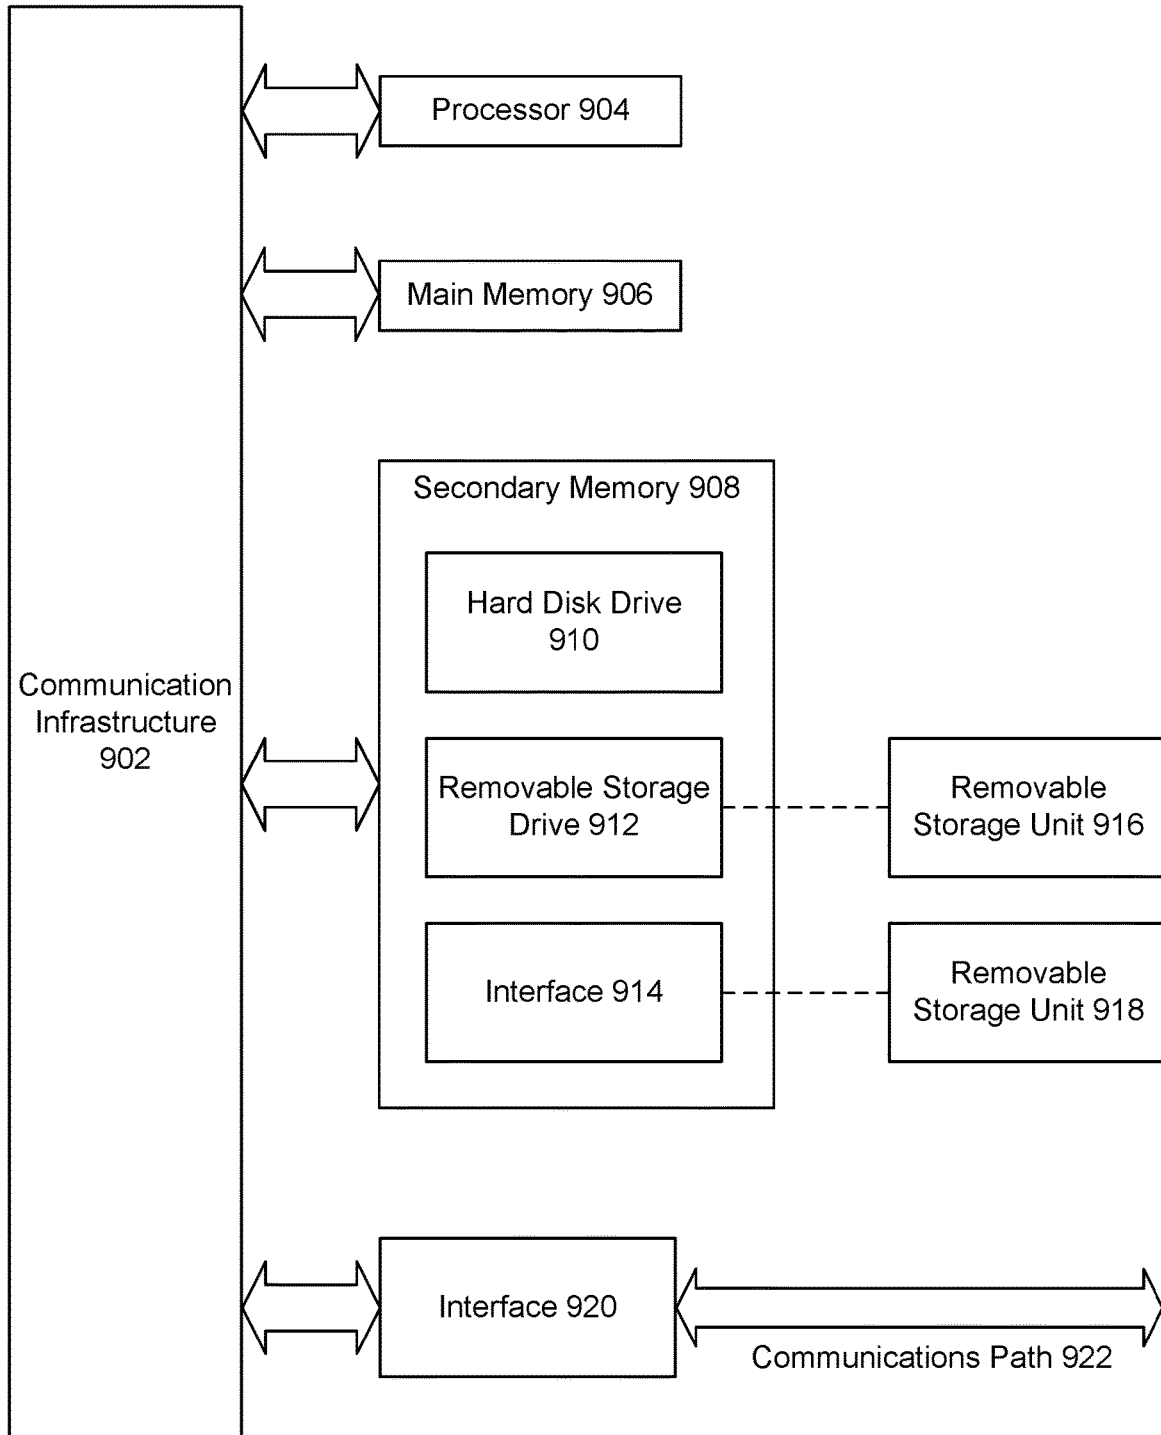 Processor 904
Main Memory 906
Secondary Memory 908
Hard Disk Drive
910
Communication
Infrastructure
902
Removable Storage
Drive 912
Removable
Storage Unit 916
Interface 914
Removable
Storage Unit 918
Interface 920
Communications Path 922